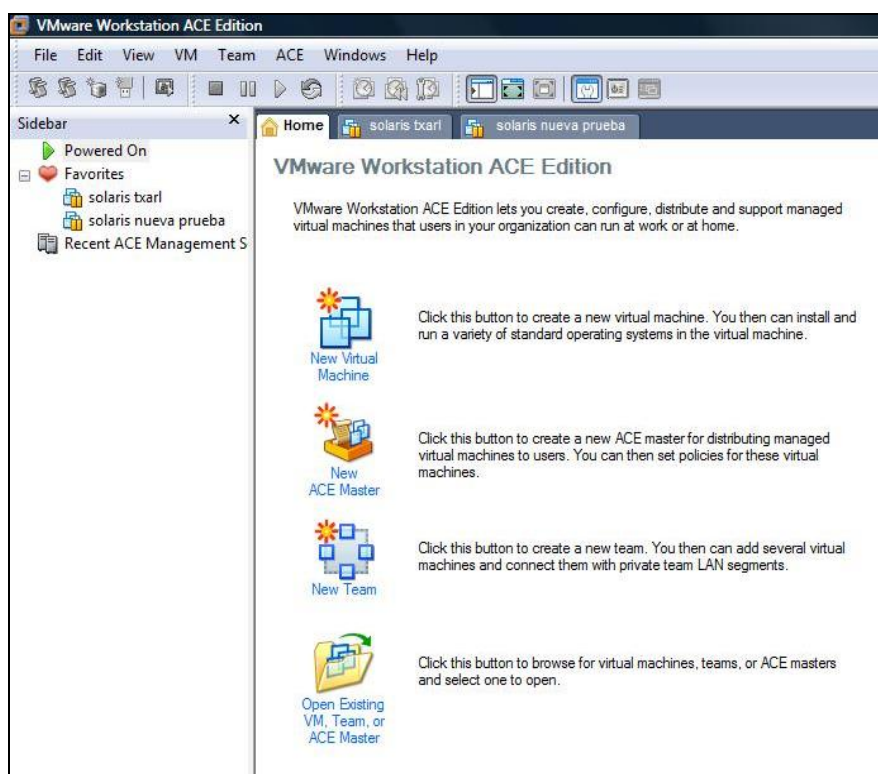 VMware Workstation ACE Edition
File Edit View VM Team ACE Windows Help
Sidebar x
Powered On
Favorites
solaris txarl
solaris nueva prueba
Recent ACE Management S
Home solaris txarl solaris nueva prueba
VMware Workstation ACE Edition
VMware Workstation ACE Edition lets you create, configure, distribute and support managed
virtual machines that users in your organization can run at work or at home.
New Virtual
Machine
Click this button to create a new virtual machine. You then can install and
run a variety of standard operating systems in the virtual machine.
New
ACE Master
Click this button to create a new ACE master for distributing managed
virtual machines to users. You can then set policies for these virtual
machines.
New Team
Click this button to create a new team. You then can add several virtual
machines and connect them with private team LAN segments.
Open Existing
VM, Team, or
ACE Master
Click this button to browse for virtual machines, teams, or ACE masters
and select one to open.